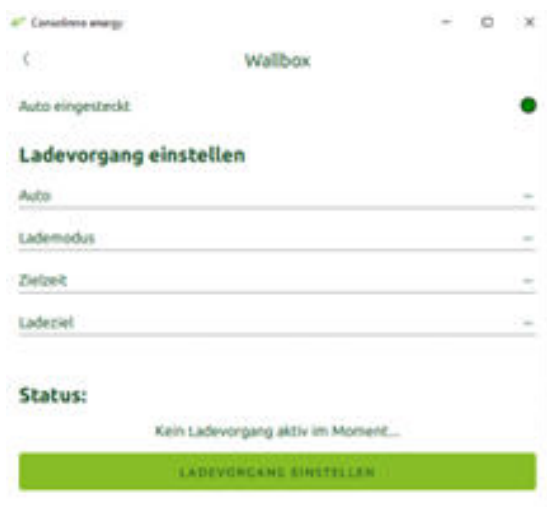 Consolinno energy
Wallbox
Auto eingesteckt
Ladevorgang einstellen
Auto –
Lademodus –
Zielzeit –
Ladeziel –
Status:
Kein Ladevorgang aktiv im Moment...
LADEVORGANG EINSTELLEN